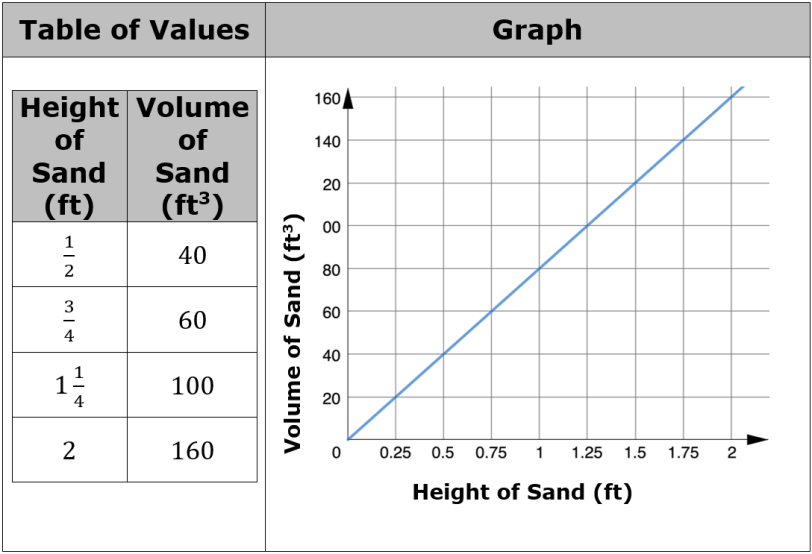 Table of Values
Graph
Height of Sand (ft)
Volume of Sand (ft³)
1/2
40
3/4
60
1 1/4
100
2
160
160
140
20
00
80
60
40
20
0 0.25 0.5 0.75 1 1.25 1.5 1.75 2
Volume of Sand (ft³)
Height of Sand (ft)